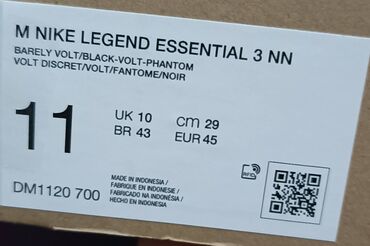 M NIKE LEGEND ESSENTIAL 3 NN
BARELY VOLT/BLACK-VOLT-PHANTOM
VOLT DISCRET/VOLT/FANTOME/NOIR
11
UK 10 CM 29
BR 43 EUR 45
MADE IN INDONESIA/
FABRIQUE EN INDONESIE/
FABRICADO NA INDONÉSIA/
HECHO EN INDONESIA
RFID
DM1120 700